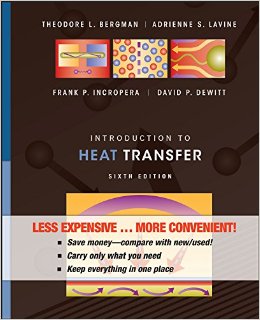 THEODORE L. BERGMAN | ADRIENNE S. LAVINE
FRANK P. INCROPERA | DAVID P. DEWITT
INTRODUCTION TO
HEAT TRANSFER
SIXTH EDITION
LESS EXPENSIVE ... MORE CONVENIENT!
▪ Save money—compare with new/used!
▪ Carry only what you need
▪ Keep everything in one place